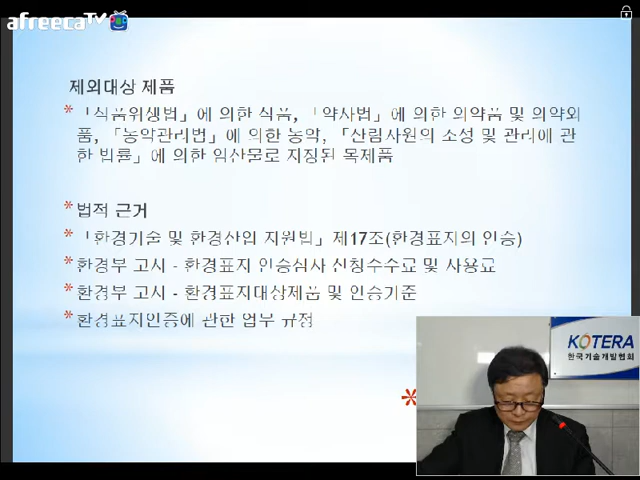 afreecaTV
제외대상 제품
* 「식품위생법」에 의한 식품, 「약사법」에 의한 의약품 및 의약외
품, 「농약관리법」에 의한 농약, 「산림자원의 조성 및 관리에 관
한 법률」에 의한 임산물로 지정된 목제품
* 법적 근거
* 「환경기술 및 환경산업 지원법」 제17조(환경표지의 인증)
* 환경부 고시 - 환경표지 인증심사 신청수수료 및 사용료
* 환경부 고시 - 환경표지대상제품 및 인증기준
* 환경표지인증에 관한 업무 규정
KOTERA
한국기술개발협회
*